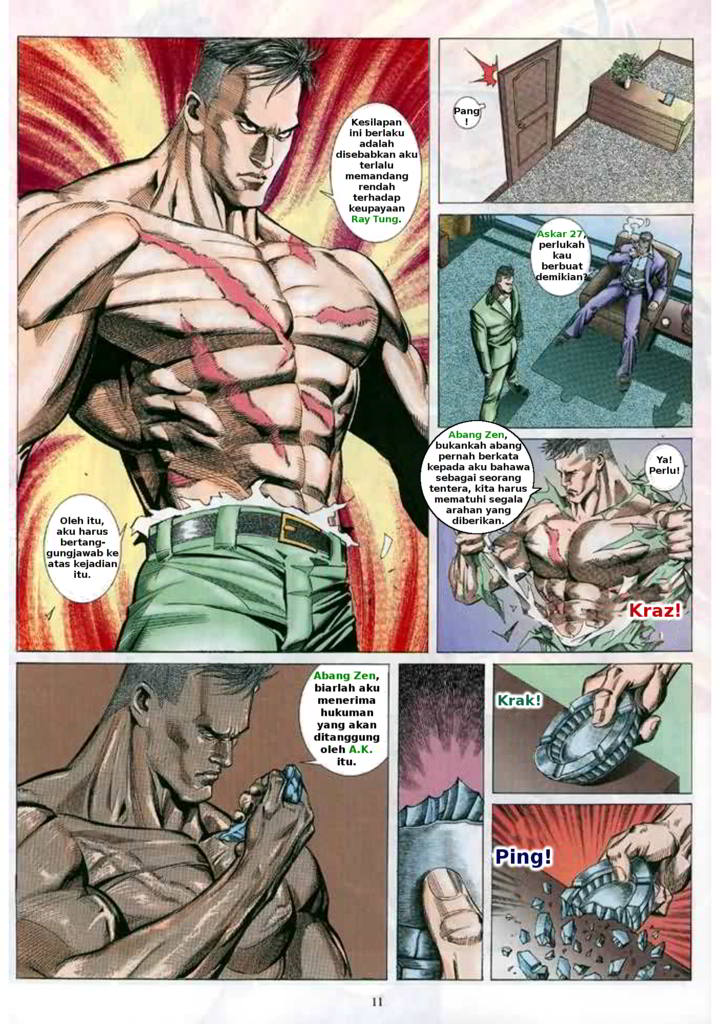 Kesilapan
ini berlaku
adalah
disebabkan aku
terlalu
memandang
rendah
terhadap
keupayaan
Ray Tung.
Oleh itu,
aku harus
bertang-
gungjawab ke
atas kejadian
itu.
Pang
!
Askar 27,
perlukah
kau
berbuat
demikian?
Abang Zen,
bukankah abang
pernah berkata
kepada aku bahawa
sebagai seorang
tentera, kita harus
mematuhi segala
arahan yang
diberikan.
Ya!
Perlu!
Kraz!
Abang Zen,
biarlah aku
menerima
hukuman
yang akan
ditanggung
oleh A.K.
itu.
Krak!
Ping!
11